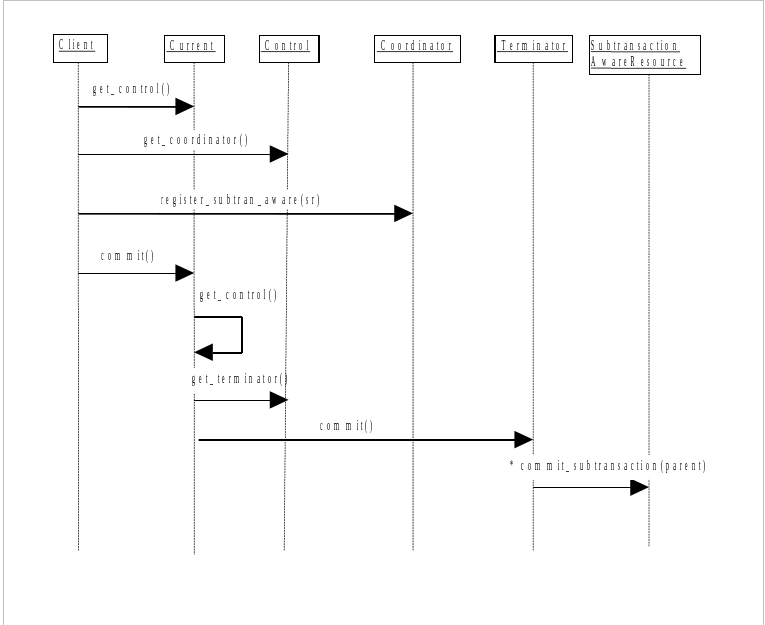 Client
Current
Control
Coordinator
Terminator
Subtransaction
AwareResource
get_control()
get_coordinator()
register_subtran_aware(sr)
commit()
get_control()
get_terminator()
commit()
* commit_subtransaction(parent)